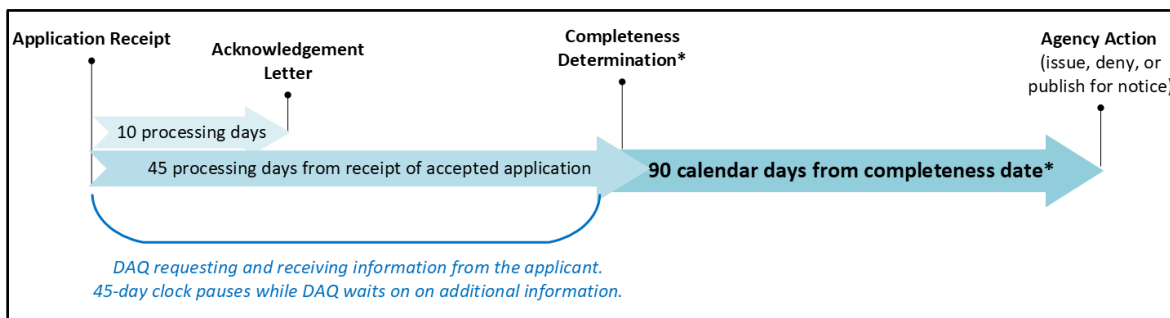 Application Receipt
Acknowledgement
Letter
Completeness
Determination*
Agency Action
(issue, deny, or
publish for notice)
10 processing days
45 processing days from receipt of accepted application
90 calendar days from completeness date*
DAQ requesting and receiving information from the applicant.
45-day clock pauses while DAQ waits on on additional information.